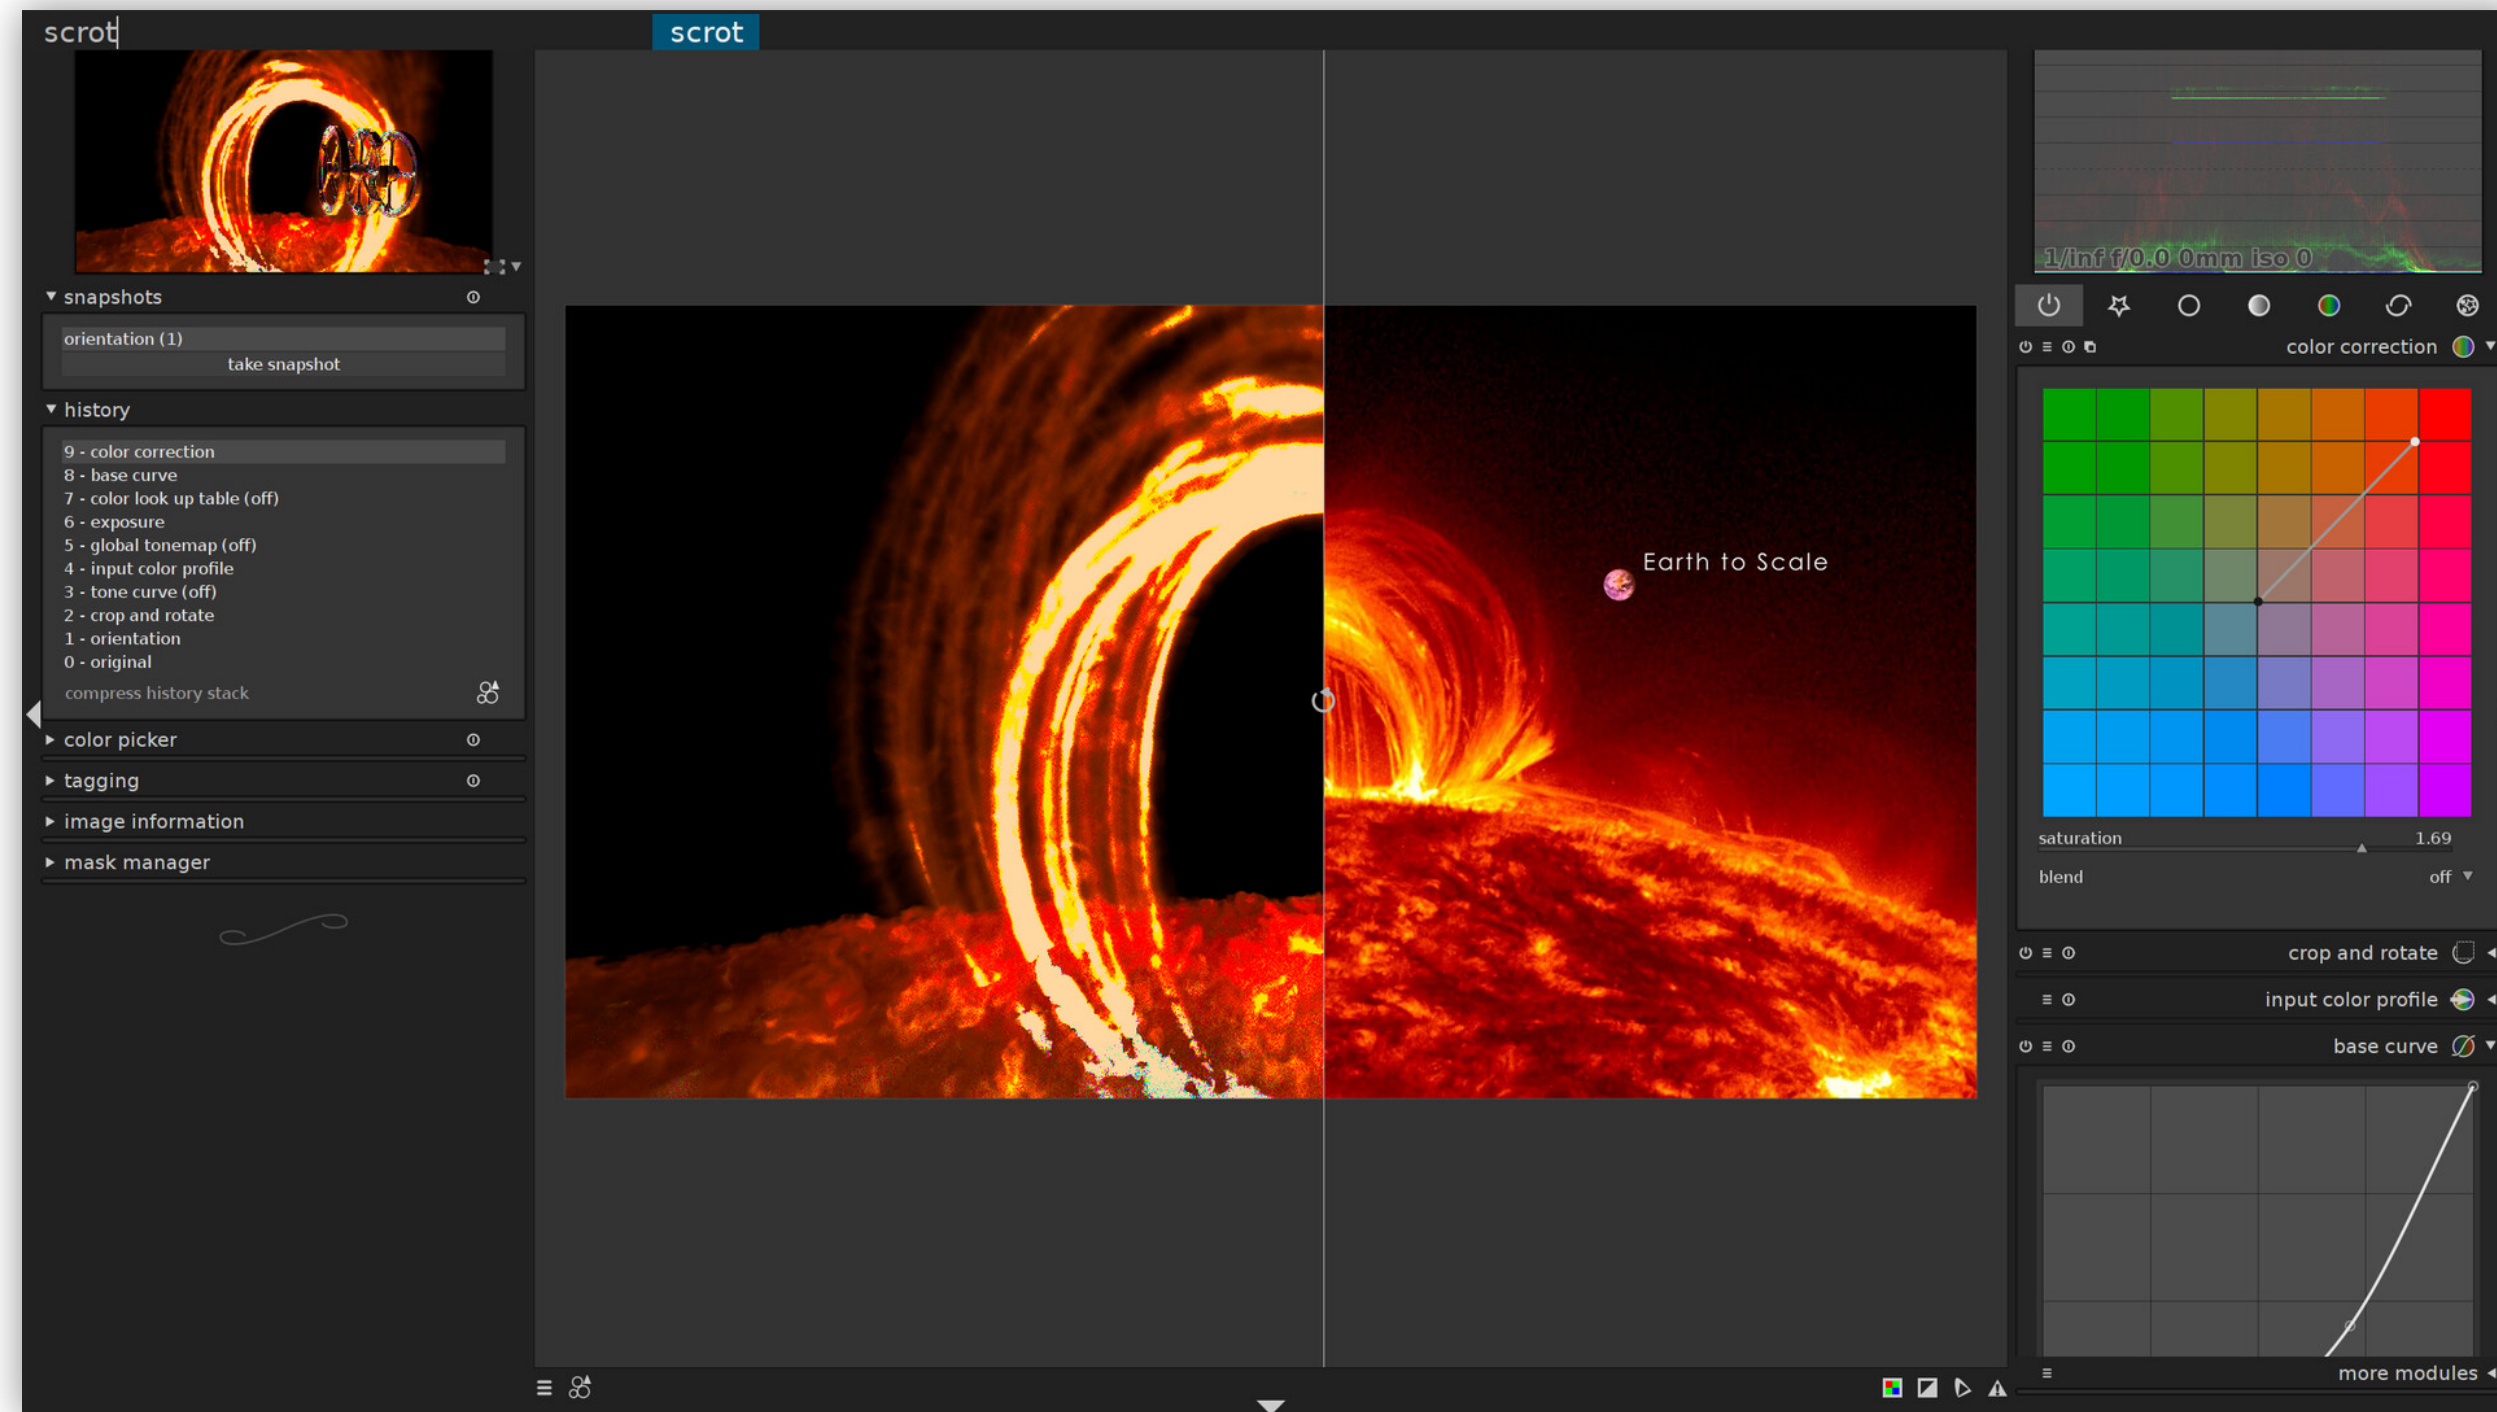 scrot
scrot
snapshots
orientation (1)
take snapshot
history
9 - color correction
8 - base curve
7 - color look up table (off)
6 - exposure
5 - global tonemap (off)
4 - input color profile
3 - tone curve (off)
2 - crop and rotate
1 - orientation
0 - original
compress history stack
color picker
tagging
image information
mask manager
Earth to Scale
1/inf f/0.0 0mm iso 0
color correction
saturation 1.69
blend off
crop and rotate
input color profile
base curve
more modules